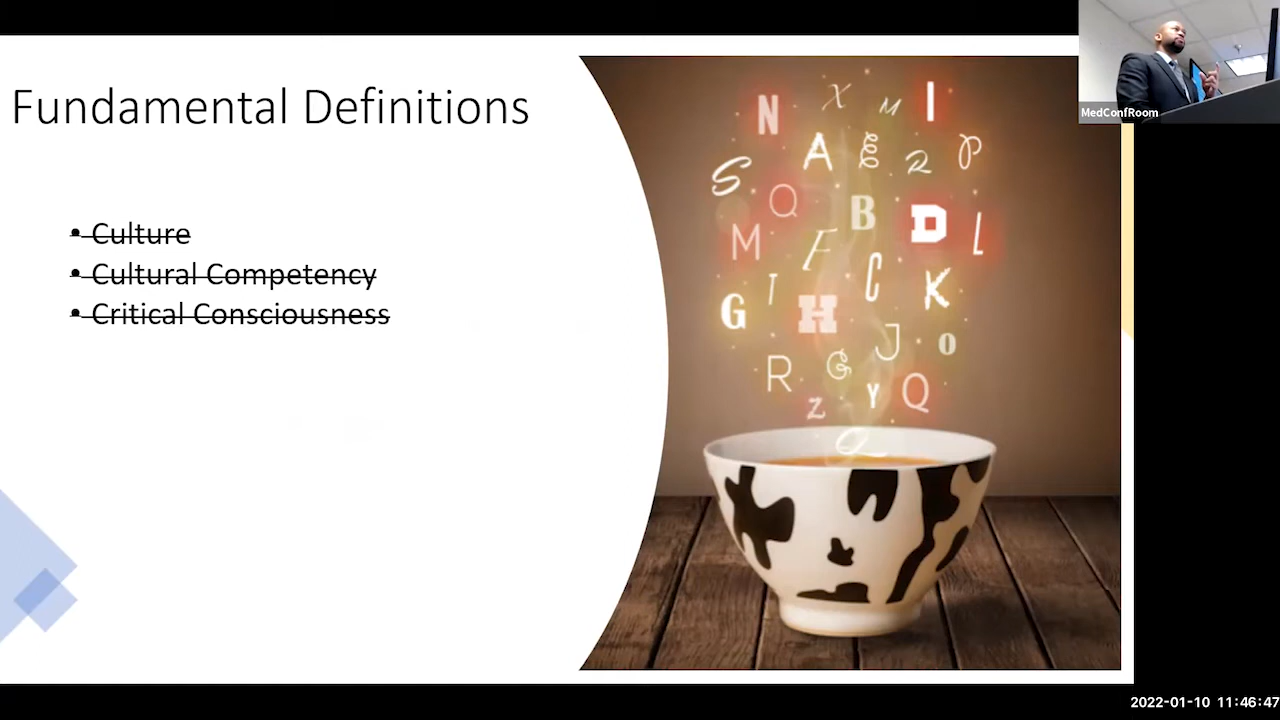 Fundamental Definitions
• Culture
• Cultural Competency
• Critical Consciousness
N X M I
S A E R P
Q B D L
M F C K
G T H J O
R G Y Q
Z Q
MedConfRoom
2022-01-10 11:46:47